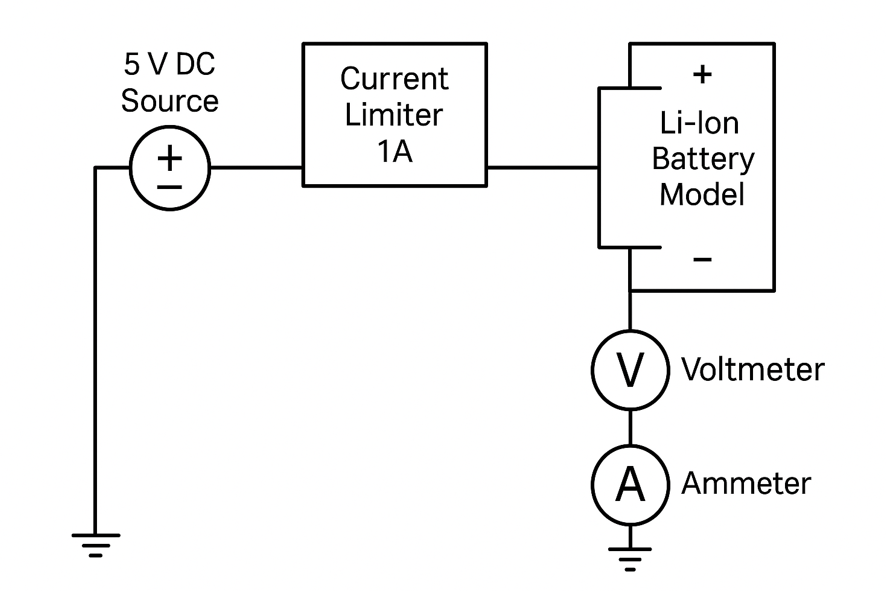 5 V DC
Source
+
−
Current
Limiter
1A
+
Li-Ion
Battery
Model
−
V
Voltmeter
A
Ammeter